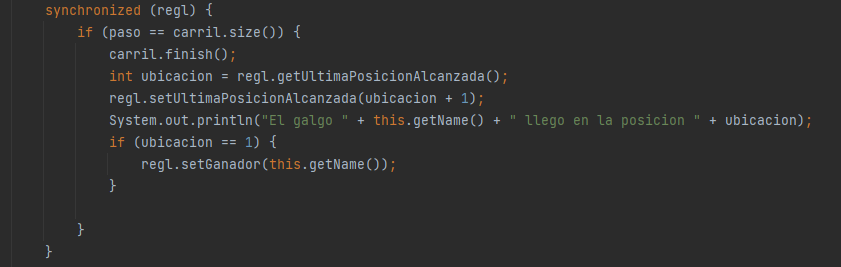 synchronized (regl) {
if (paso == carril.size()) {
carril.finish();
int ubicacion = regl.getUltimaPosicionAlcanzada();
regl.setUltimaPosicionAlcanzada(ubicacion + 1);
System.out.println("El galgo " + this.getName() + " llego en la posicion " + ubicacion);
if (ubicacion == 1) {
regl.setGanador(this.getName());
}
}
}